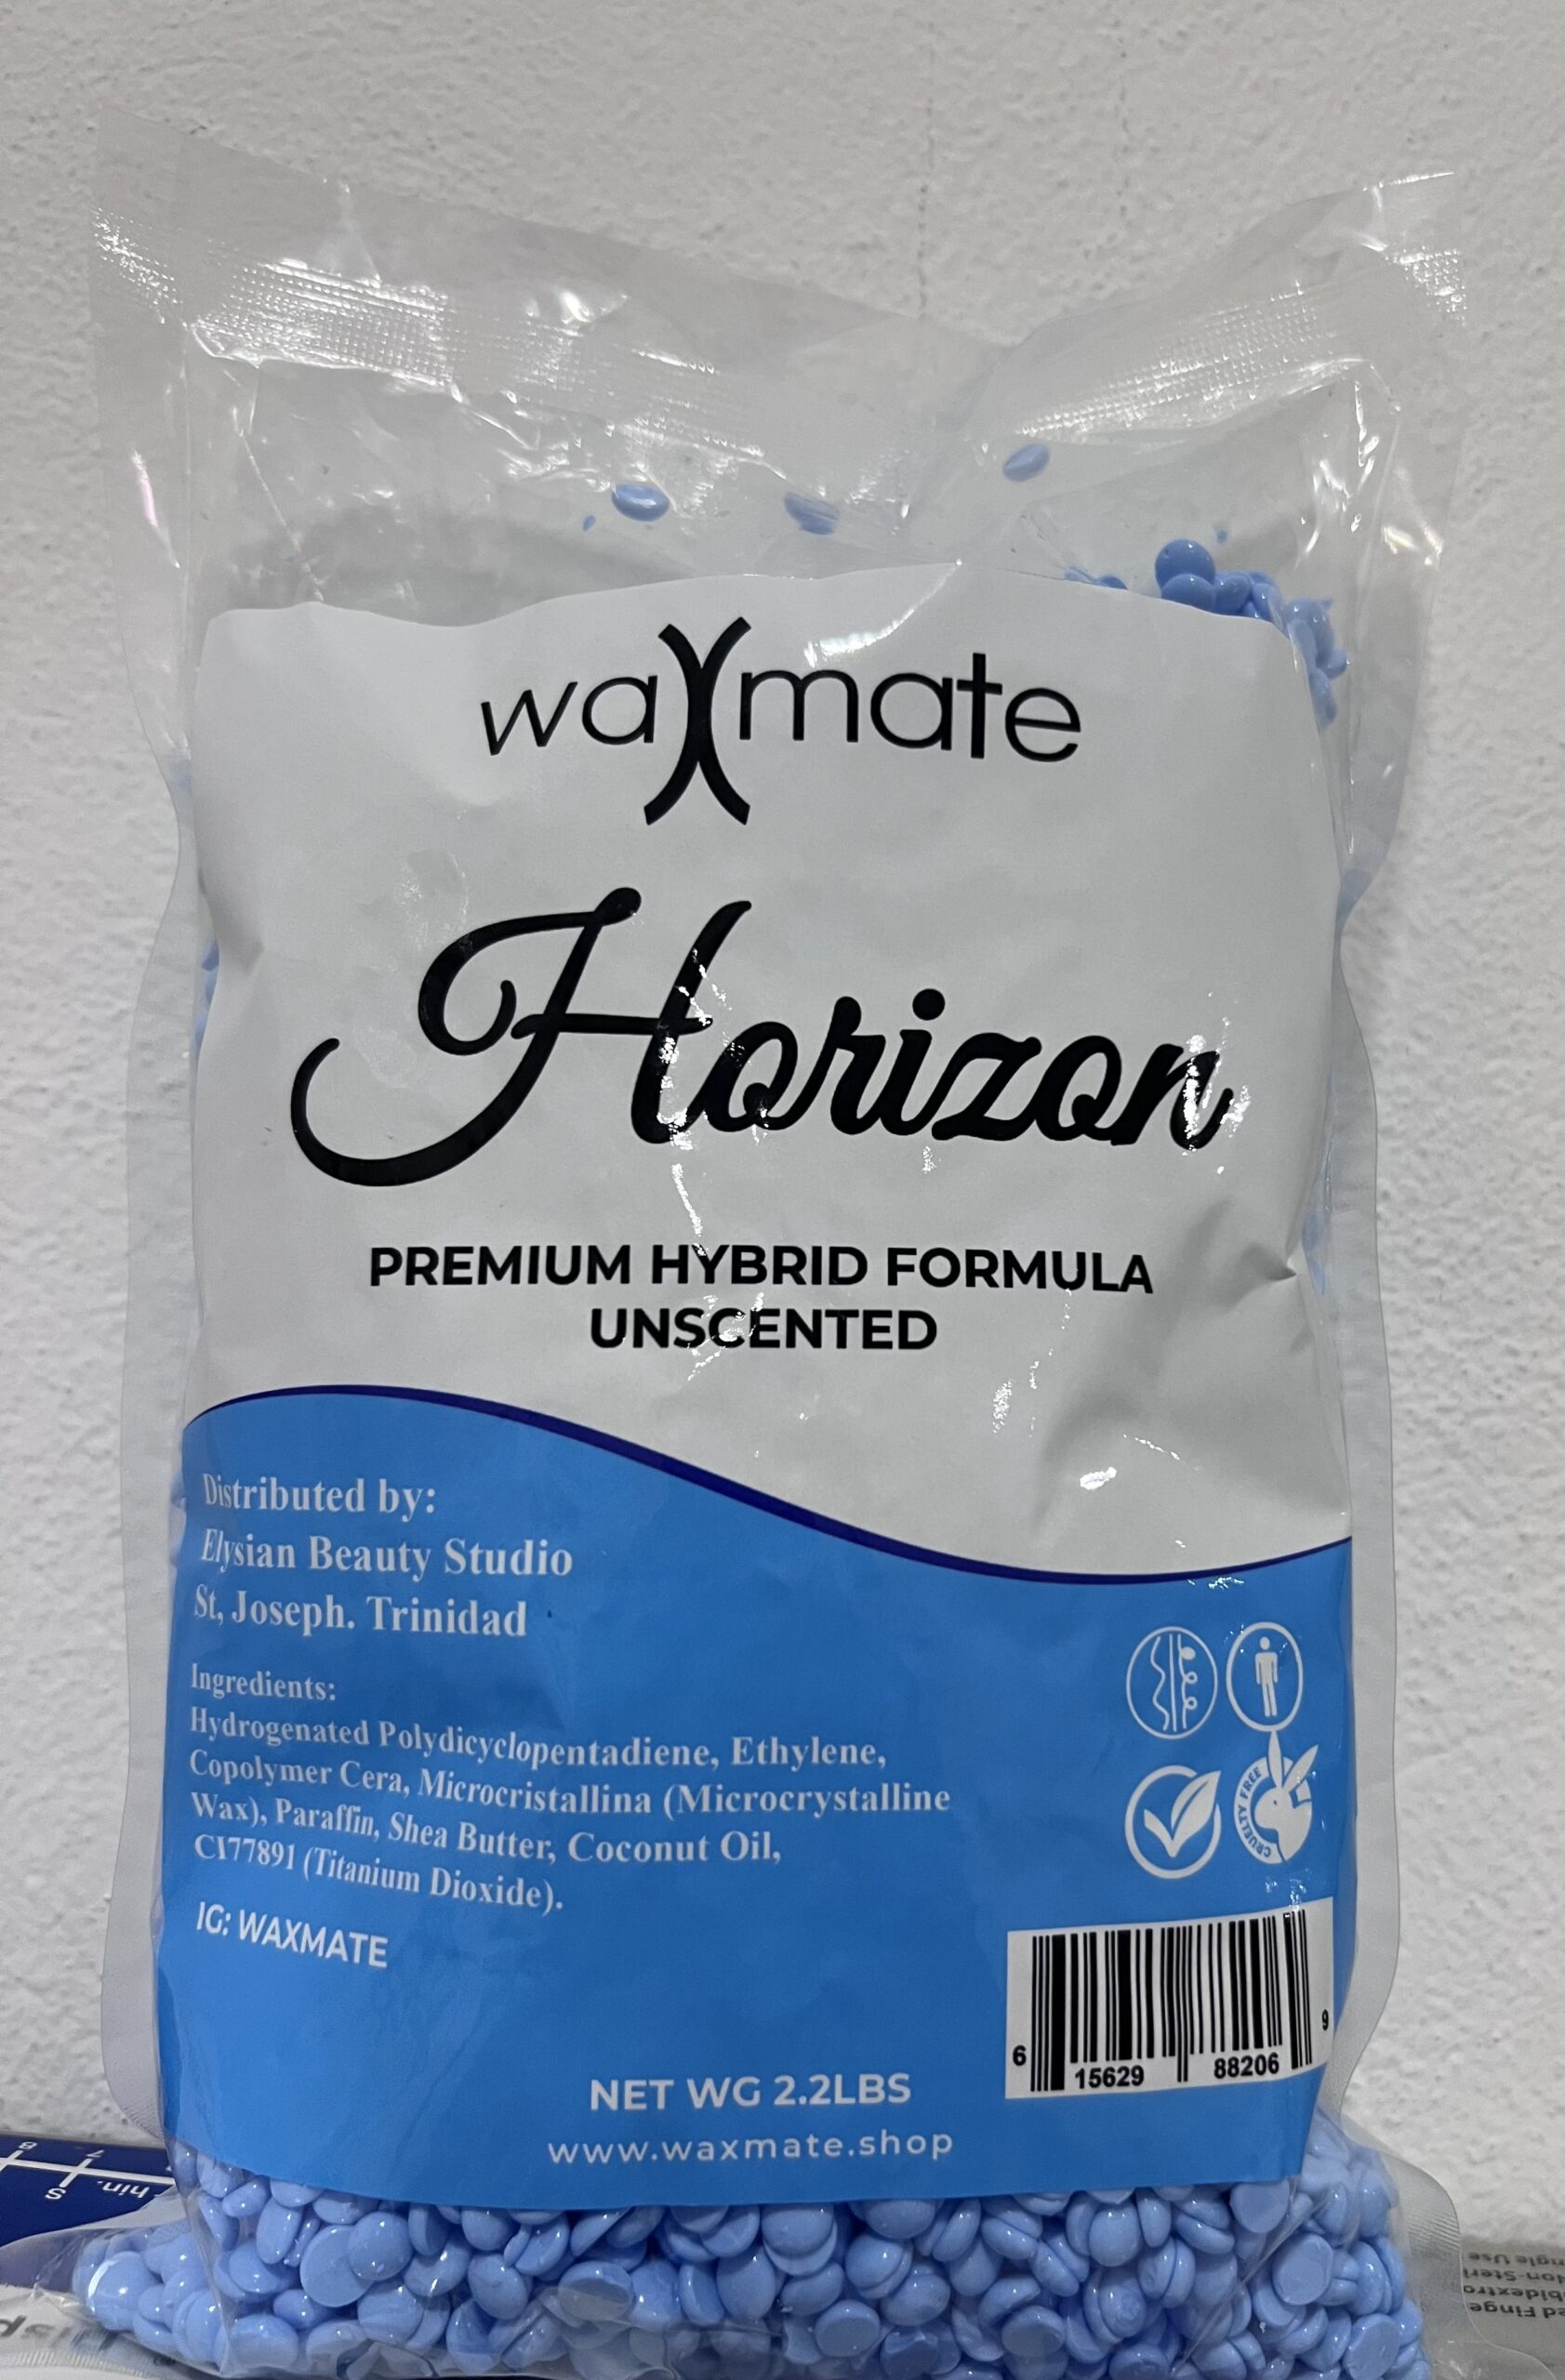 waxmate
Horizon
PREMIUM HYBRID FORMULA
UNSCENTED
Distributed by:
Elysian Beauty Studio
St, Joseph. Trinidad
Ingredients:
Hydrogenated Polydicyclopentadiene, Ethylene,
Copolymer Cera, Microcristallina (Microcrystalline
Wax), Paraffin, Shea Butter, Coconut Oil,
CI77891 (Titanium Dioxide).
IG: WAXMATE
CRUELTY FREE
6 15629 88206 9
NET WG 2.2LBS
www.waxmate.shop